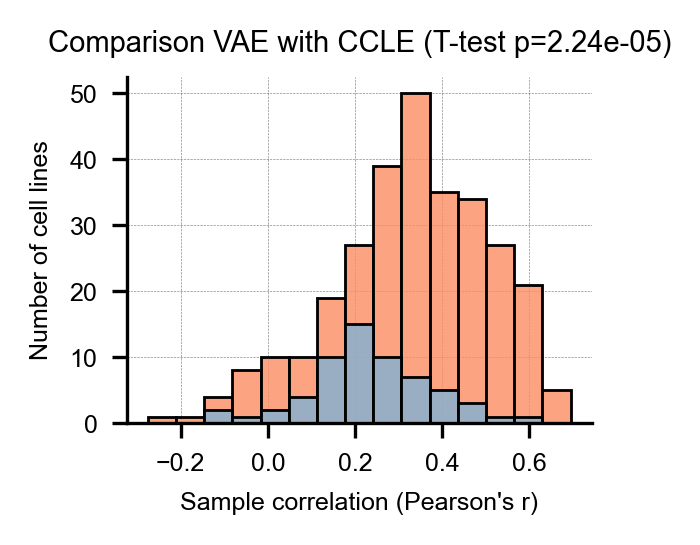 Comparison VAE with CCLE (T-test p=2.24e-05)
50
40
30
20
10
0
Number of cell lines
−0.2 0.0 0.2 0.4 0.6
Sample correlation (Pearson's r)